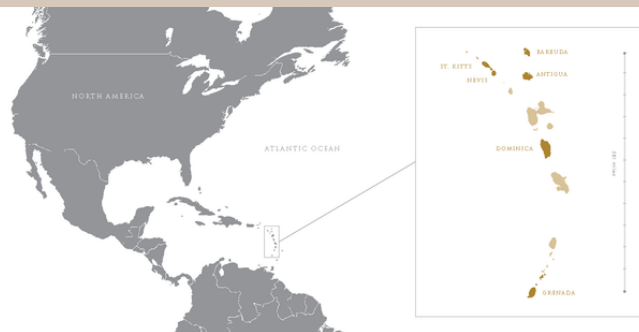 NORTH AMERICA
ATLANTIC OCEAN
BARBUDA
ST. KITTS
ANTIGUA
NEVIS
DOMINICA
GRENADA